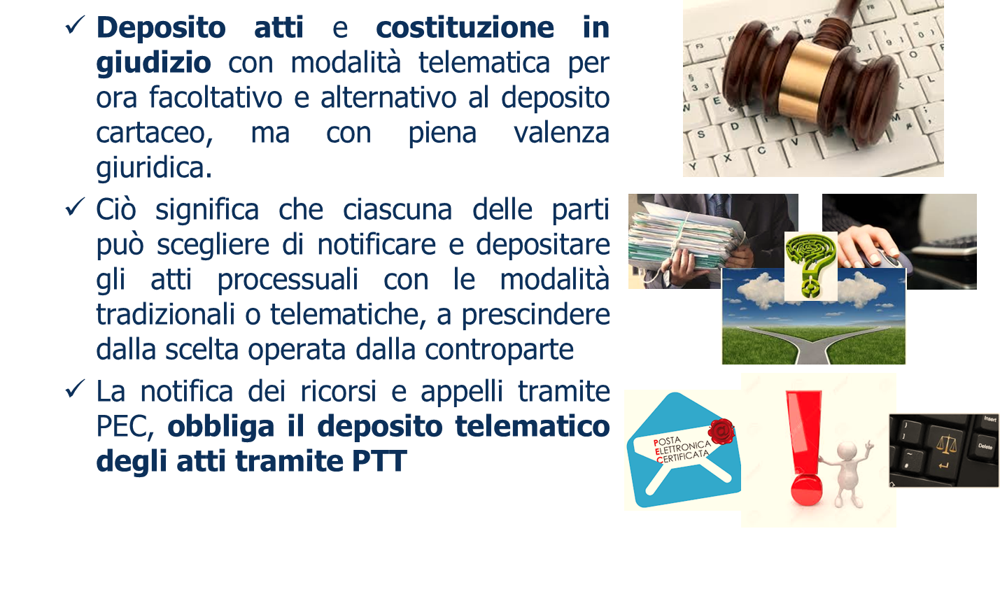 ✓ Deposito atti e costituzione in
giudizio con modalità telematica per
ora facoltativo e alternativo al deposito
cartaceo, ma con piena valenza
giuridica.
✓ Ciò significa che ciascuna delle parti
può scegliere di notificare e depositare
gli atti processuali con le modalità
tradizionali o telematiche, a prescindere
dalla scelta operata dalla controparte
✓ La notifica dei ricorsi e appelli tramite
PEC, obbliga il deposito telematico
degli atti tramite PTT
POSTA
ELETTRONICA
CERTIFICATA
@
Insert
Delete